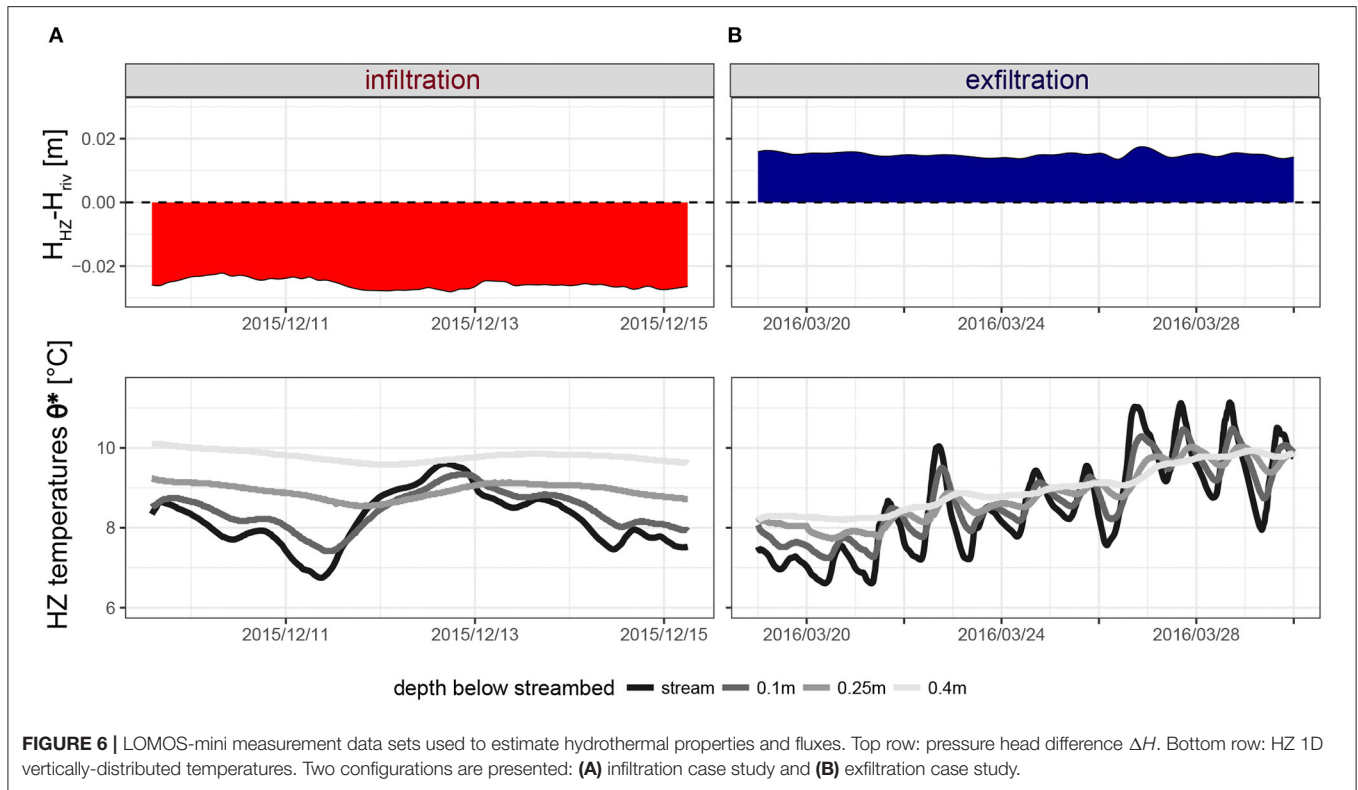 A
B
infiltration
exfiltration
H_HZ-H_riv [m]
0.02
0.00
−0.02
2015/12/11
2015/12/13
2015/12/15
2016/03/20
2016/03/24
2016/03/28
HZ temperatures θ* [°C]
10
8
6
2015/12/11
2015/12/13
2015/12/15
2016/03/20
2016/03/24
2016/03/28
depth below streambed stream 0.1m 0.25m 0.4m
FIGURE 6 | LOMOS-mini measurement data sets used to estimate hydrothermal properties and fluxes. Top row: pressure head difference ΔH. Bottom row: HZ 1D
vertically-distributed temperatures. Two configurations are presented: (A) infiltration case study and (B) exfiltration case study.